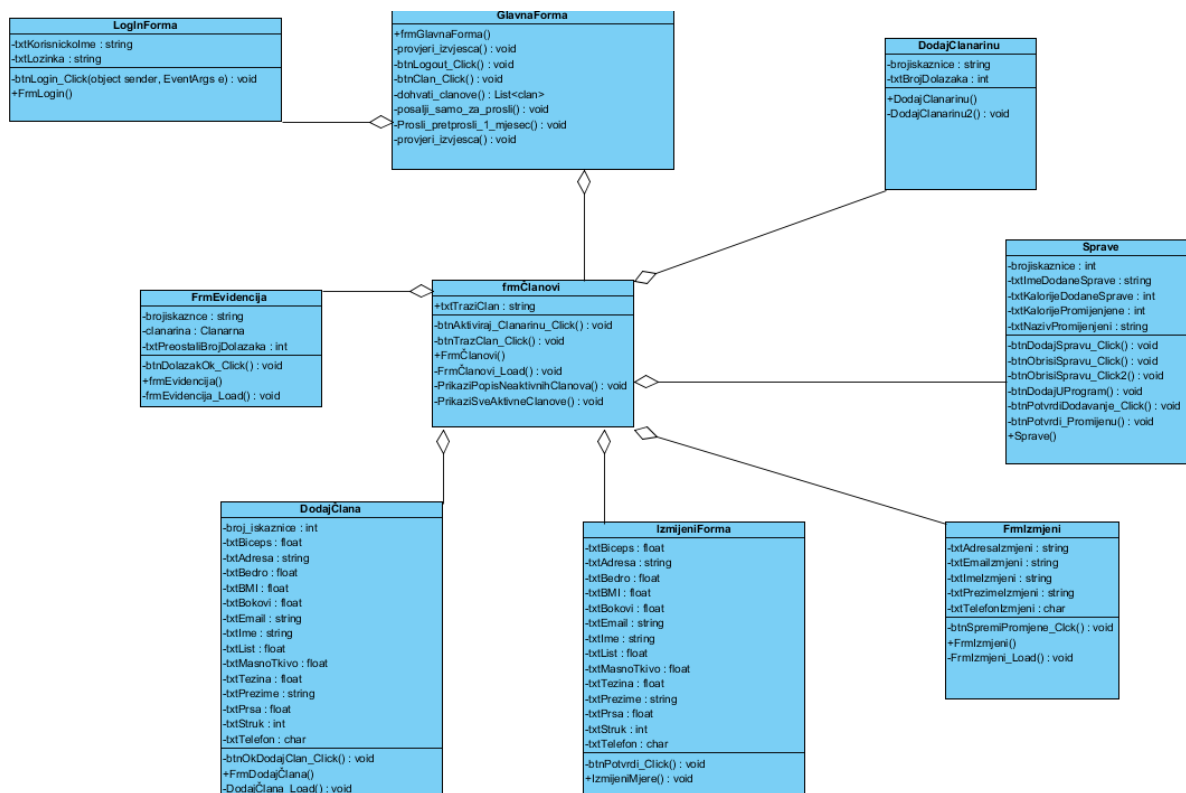 LogInForma
-txtKorisnickoIme : string
-txtLozinka : string
-btnLogin_Click(object sender, EventArgs e) : void
+FrmLogin()
GlavnaForma
+frmGlavnaForma()
-provjeri_izvjesca() : void
-btnLogout_Click() : void
-btnClan_Click() : void
-dohvati_clanove() : List<clan>
-posalji_samo_za_prosli() : void
-Prosli_pretprosli_1_mjesec() : void
-provjeri_izvjesca() : void
DodajClanarinu
-brojiskaznice : string
-txtBrojDolazaka : int
+DodajClanarinu()
-DodajClanarinu2() : void
FrmEvidencija
-brojiskaznce : string
-clanarina : Clanarna
-txtPreostaliBrojDolazaka : int
-btnDolazakOk_Click() : void
+frmEvidencija()
-frmEvidencija_Load() : void
frmČlanovi
+txtTraziClan : string
-btnAktiviraj_Clanarinu_Click() : void
-btnTrazClan_Click() : void
+FrmČlanovi()
-FrmČlanovi_Load() : void
-PrikaziPopisNeaktivnihClanova() : void
-PrikaziSveAktivneClanove() : void
Sprave
-brojiskaznice : int
-txtImeDodaneSprave : string
-txtKalorijeDodaneSprave : int
-txtKalorijePromijenjene : int
-txtNazivPromijenjeni : string
-btnDodajSpravu_Click() : void
-btnObrisiSpravu_Click() : void
-btnObrisiSpravu_Click2() : void
-btnDodajUProgram() : void
-btnPotvrdiDodavanje_Click() : void
-btnPotvrdi_Promijenu() : void
+Sprave()
DodajČlana
-broj_iskaznice : int
-txtBiceps : float
-txtAdresa : string
-txtBedro : float
-txtBMI : float
-txtBokovi : float
-txtEmail : string
-txtIme : string
-txtList : float
-txtMasnoTkivo : float
-txtTezina : float
-txtPrezime : string
-txtPrsa : float
-txtStruk : int
-txtTelefon : char
-btnOkDodajClan_Click() : void
+FrmDodajČlana()
-DodajČlana_Load() : void
IzmijeniForma
-txtBiceps : float
-txtAdresa : string
-txtBedro : float
-txtBMI : float
-txtBokovi : float
-txtEmail : string
-txtIme : string
-txtList : float
-txtMasnoTkivo : float
-txtTezina : float
-txtPrezime : string
-txtPrsa : float
-txtStruk : int
-txtTelefon : char
-btnPotvrdi_Click() : void
+IzmijeniMjere() : void
FrmIzmjeni
-txtAdresaIzmjeni : string
-txtEmailzmjeni : string
-txtImeIzmjeni : string
-txtPrezimeIzmjeni : string
-txtTelefonIzmjeni : char
-btnSpremiPromjene_Clck() : void
+FrmIzmjeni()
-FrmIzmjeni_Load() : void